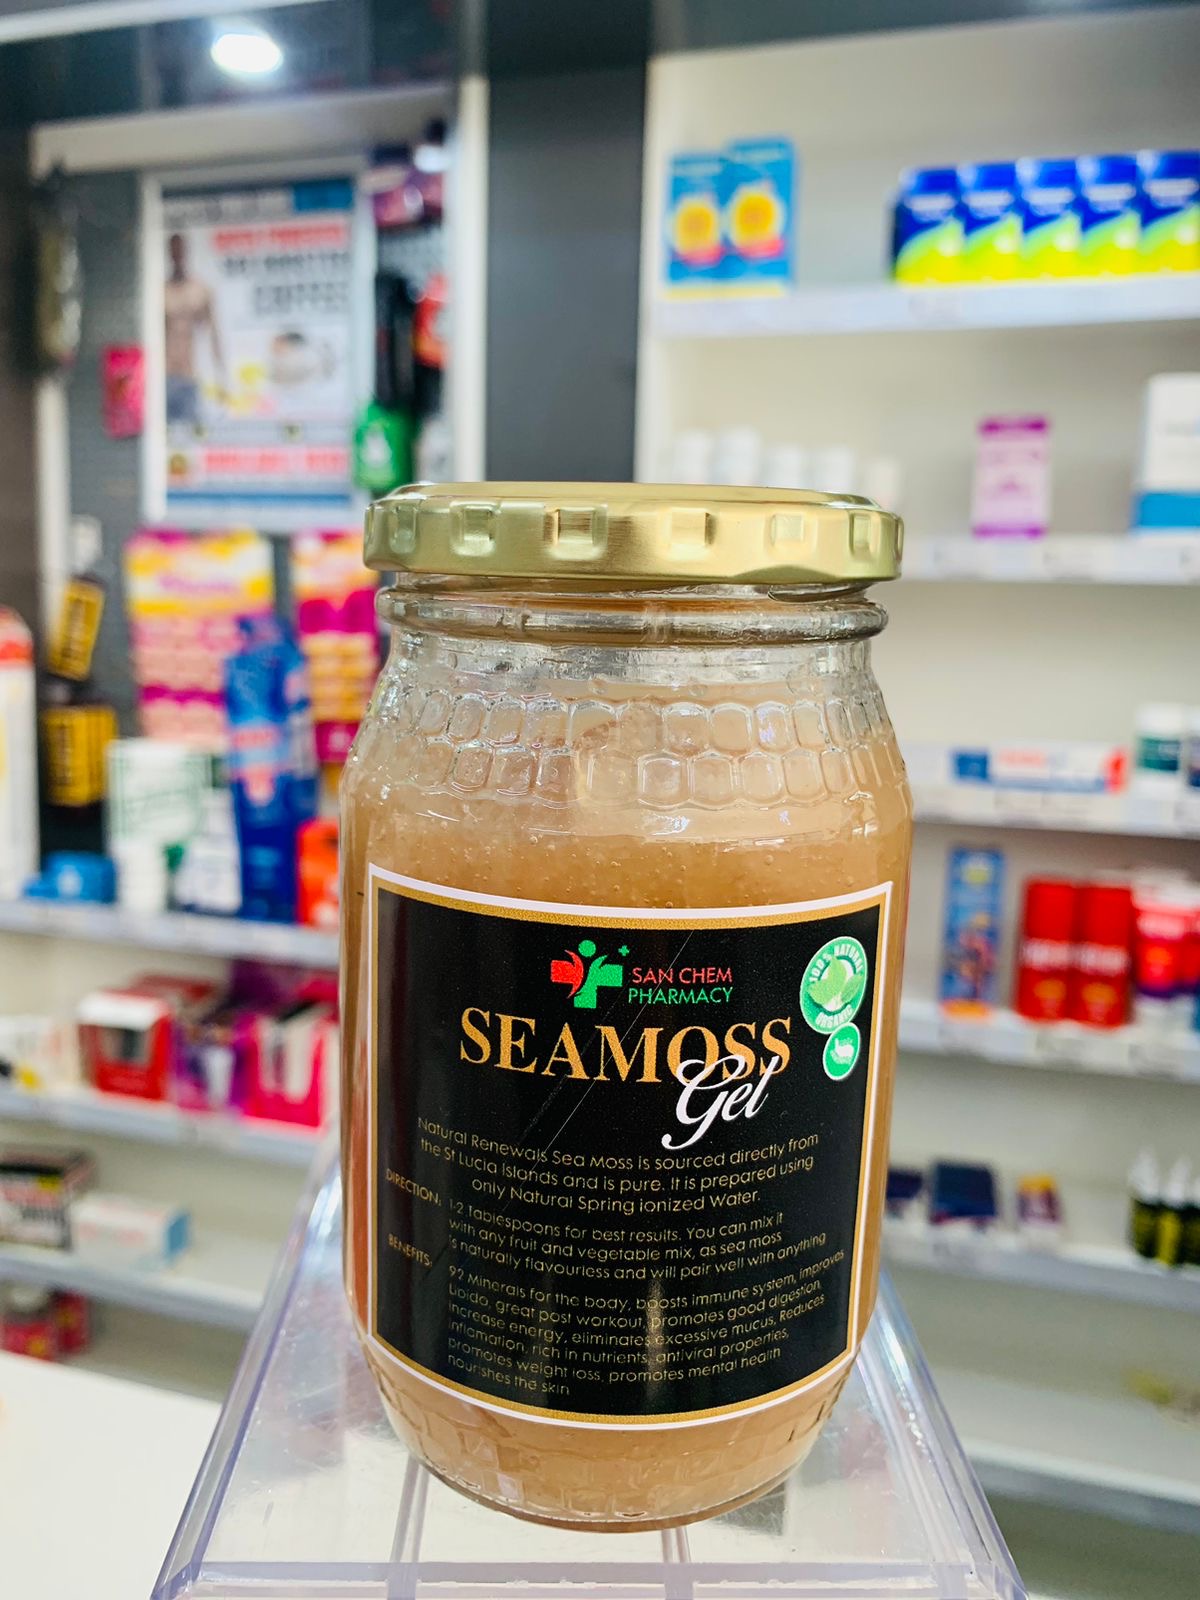 SAN CHEM
PHARMACY
100% NATURAL
ORGANIC
SEAMOSS
Gel
Natural Renewals Sea Moss is sourced directly from
the St Lucia Islands and is pure. It is prepared using
only Natural Spring Ionized Water.
DIRECTION: 1-2 Tablespoons for best results. You can mix it
with any fruit and vegetable mix, as sea moss
is naturally flavourless and will pair well with anything
BENEFITS: 92 Minerals for the body, boosts immune system, improves
Libido, great post workout, promotes good digestion,
increase energy, eliminates excessive mucus, Reduces
Inflamation, rich in nutrients, antiviral properties,
promotes weight loss, promotes mental health
nourishes the skin